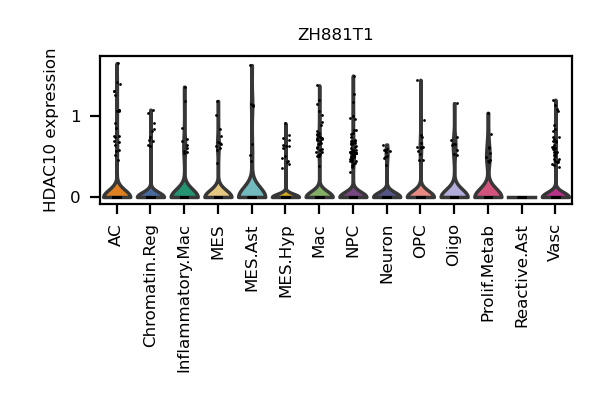 ZH881T1
HDAC10 expression
1
0
AC
Chromatin.Reg
Inflammatory.Mac
MES
MES.Ast
MES.Hyp
Mac
NPC
Neuron
OPC
Oligo
Prolif.Metab
Reactive.Ast
Vasc